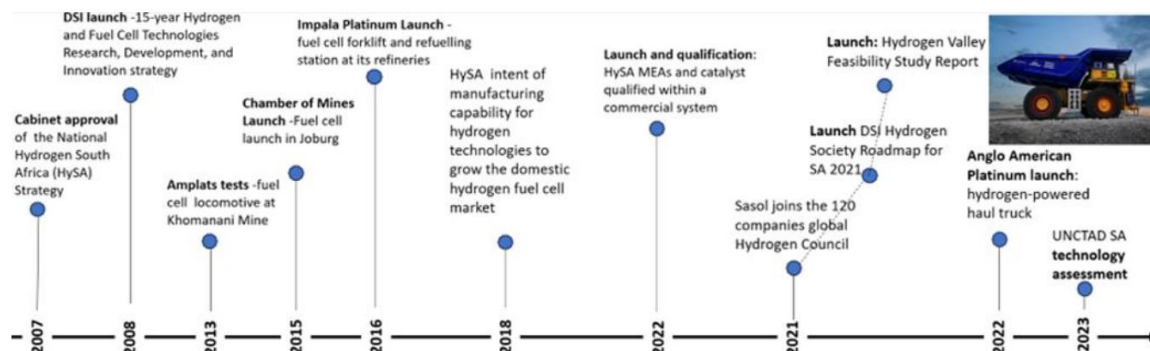 DSI launch -15-year Hydrogen
and Fuel Cell Technologies
Research, Development, and
Innovation strategy
Cabinet approval
of the National
Hydrogen South
Africa (HySA)
Strategy
Amplats tests -fuel
cell locomotive at
Khomanani Mine
Chamber of Mines
Launch -Fuel cell
launch in Joburg
Impala Platinum Launch -
fuel cell forklift and refuelling
station at its refineries
HySA intent of
manufacturing
capability for
hydrogen
technologies to
grow the domestic
hydrogen fuel cell
market
Launch and qualification:
HySA MEAs and catalyst
qualified within a
commercial system
Launch: Hydrogen Valley
Feasibility Study Report
Launch DSI Hydrogen
Society Roadmap for
SA 2021
Sasol joins the 120
companies global
Hydrogen Council
Anglo American
Platinum launch:
hydrogen-powered
haul truck
UNCTAD SA
technology
assessment
2007
2008
2013
2015
2016
2018
2022
2021
2022
2023